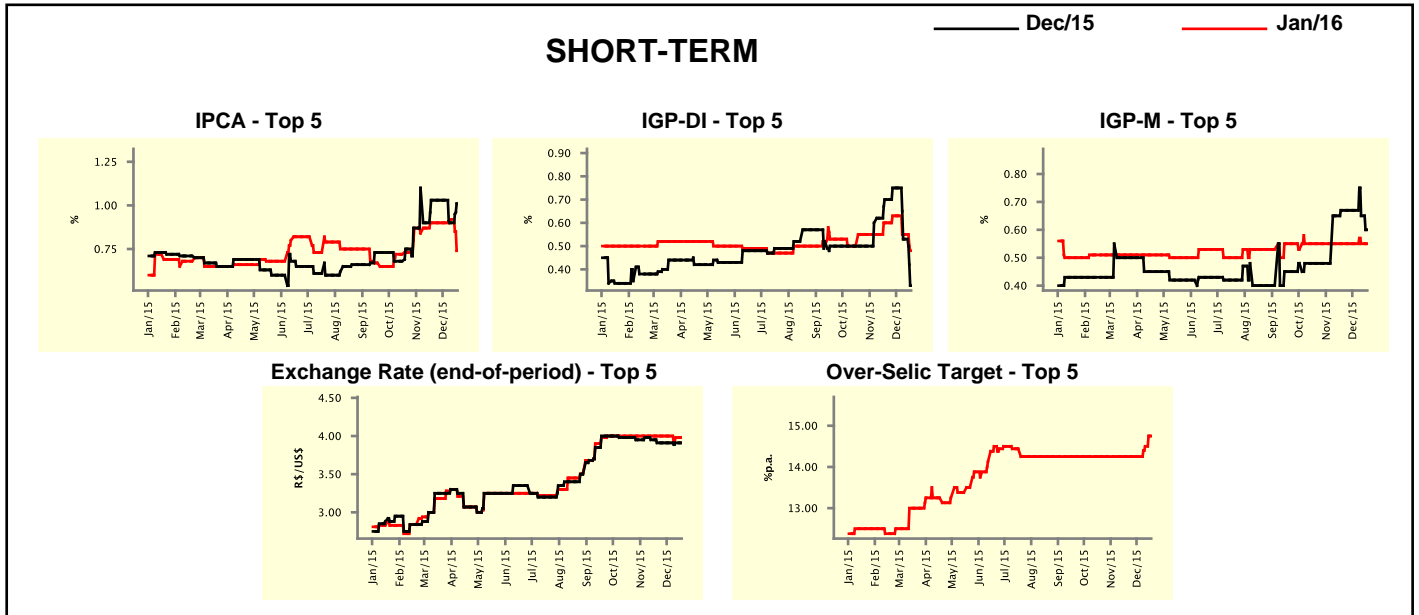 Dec/15
Jan/16
SHORT-TERM
IPCA - Top 5
1.25
1.00
0.75
%
Jan/15 Feb/15 Mar/15 Apr/15 May/15 Jun/15 Jul/15 Aug/15 Sep/15 Oct/15 Nov/15 Dec/15
IGP-DI - Top 5
0.90
0.80
0.70
0.60
0.50
0.40
%
Jan/15 Feb/15 Mar/15 Apr/15 May/15 Jun/15 Jul/15 Aug/15 Sep/15 Oct/15 Nov/15 Dec/15
IGP-M - Top 5
0.80
0.70
0.60
0.50
0.40
%
Jan/15 Feb/15 Mar/15 Apr/15 May/15 Jun/15 Jul/15 Aug/15 Sep/15 Oct/15 Nov/15 Dec/15
Exchange Rate (end-of-period) - Top 5
4.50
4.00
3.50
3.00
R$/US$
Jan/15 Feb/15 Mar/15 Apr/15 May/15 Jun/15 Jul/15 Aug/15 Sep/15 Oct/15 Nov/15 Dec/15
Over-Selic Target - Top 5
15.00
14.00
13.00
%p.a.
Jan/15 Feb/15 Mar/15 Apr/15 May/15 Jun/15 Jul/15 Aug/15 Sep/15 Oct/15 Nov/15 Dec/15